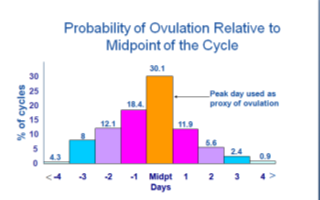 Probability of Ovulation Relative to
Midpoint of the Cycle
% of cycles
30
25
20
15
10
5
0
4.3
8
12.1
18.4
30.1
11.9
5.6
2.4
0.9
Peak day used as
proxy of ovulation
< -4 -3 -2 -1 Midpt 1 2 3 4 >
Days